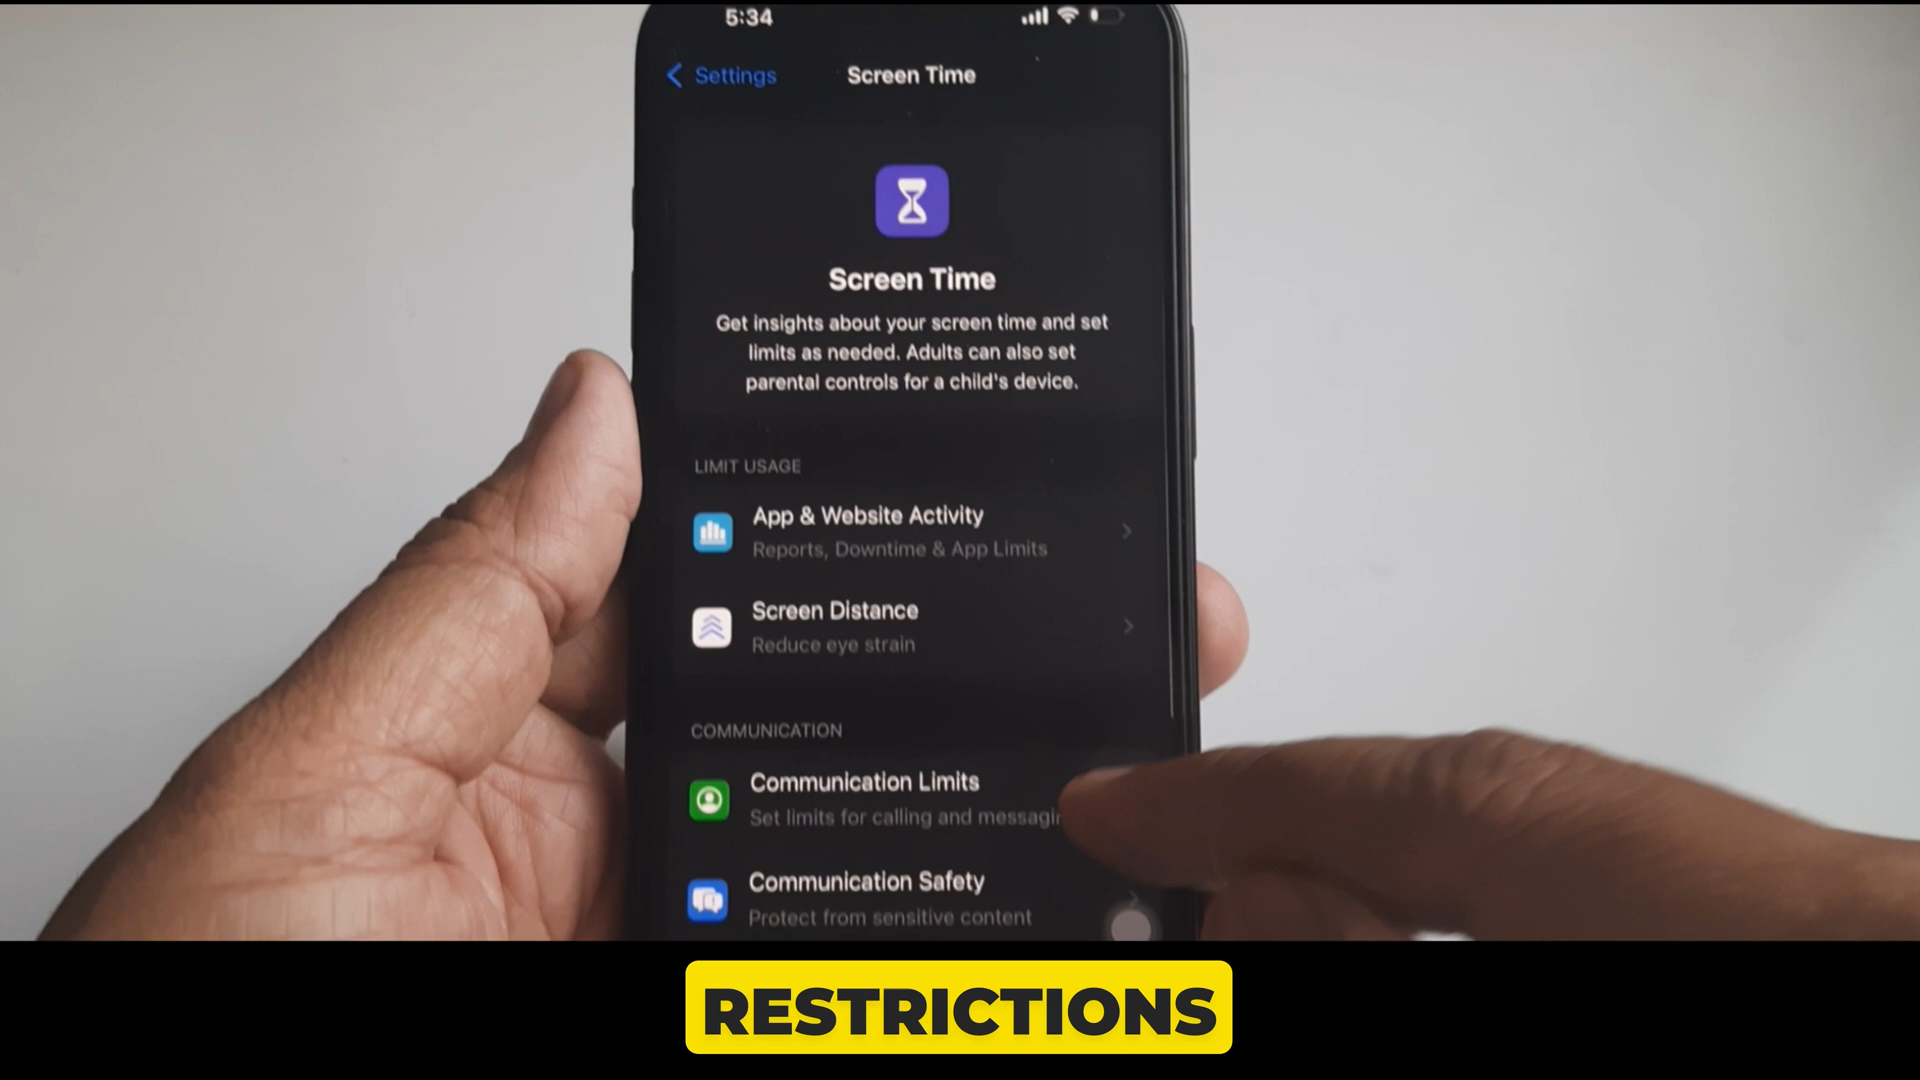 5:34
Settings
Screen Time
Screen Time
Get insights about your screen time and set
limits as needed. Adults can also set
parental controls for a child's device.
LIMIT USAGE
App & Website Activity
Reports, Downtime & App Limits
Screen Distance
Reduce eye strain
COMMUNICATION
Communication Limits
Set limits for calling and messagin
Communication Safety
Protect from sensitive content
RESTRICTIONS